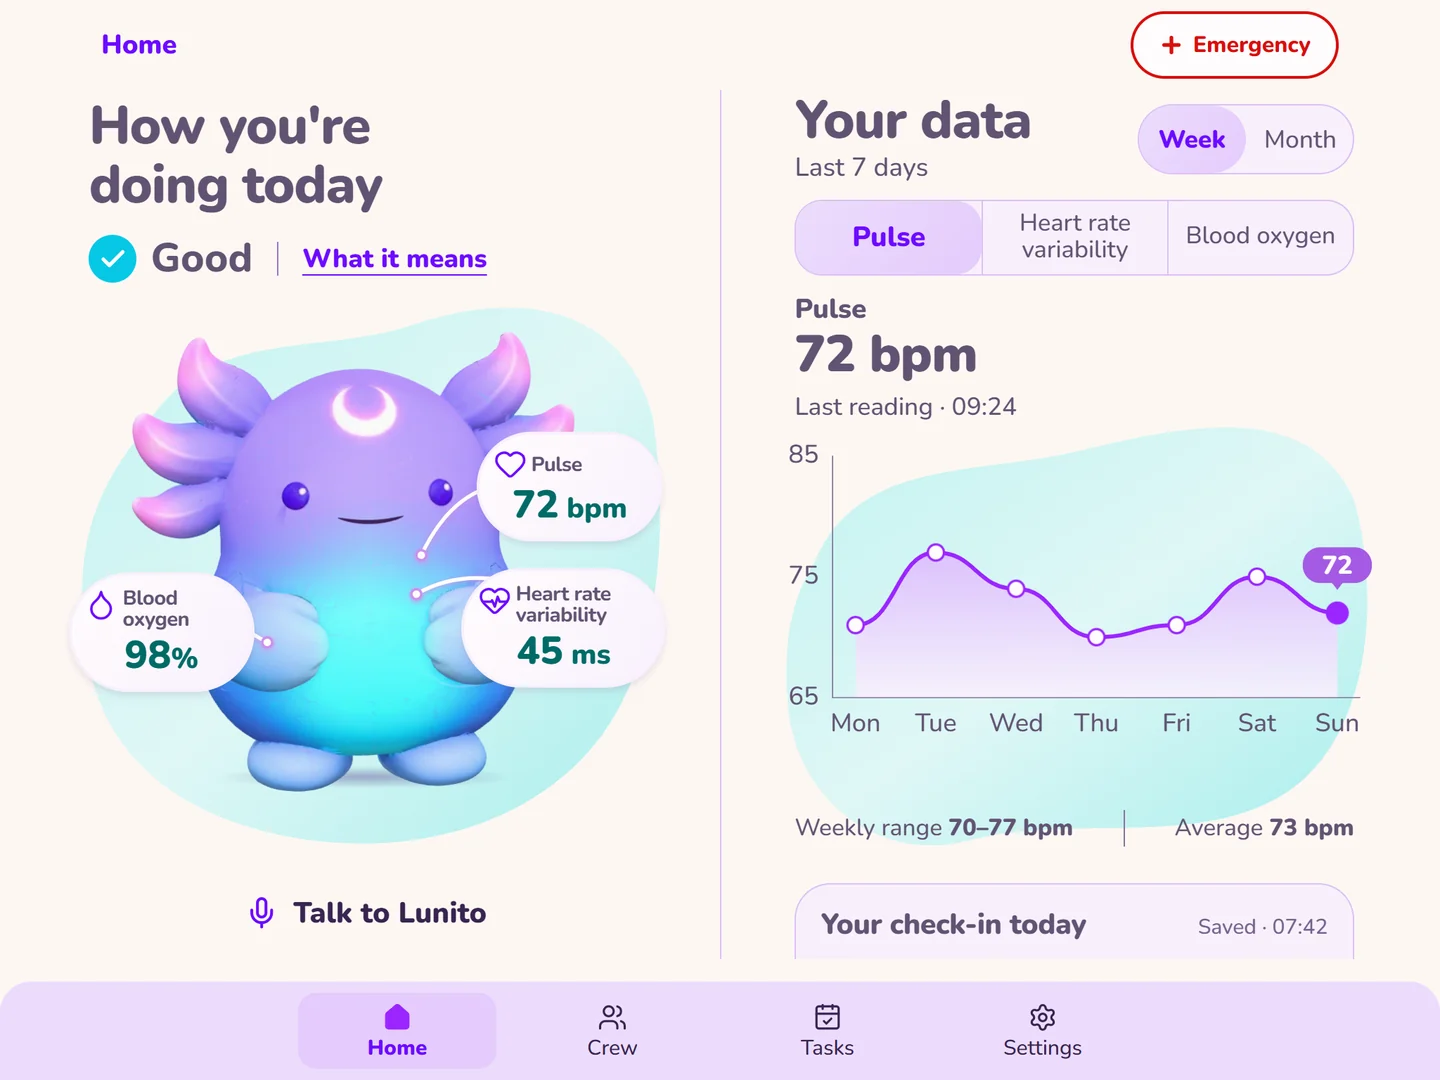 Home
+ Emergency
How you're
doing today
Good
What it means
Pulse
72 bpm
Blood
oxygen
98%
Heart rate
variability
45 ms
Talk to Lunito
Your data
Last 7 days
Week
Month
Pulse
Heart rate
variability
Blood oxygen
Pulse
72 bpm
Last reading · 09:24
85
75
65
72
Mon Tue Wed Thu Fri Sat Sun
Weekly range 70–77 bpm
Average 73 bpm
Your check-in today
Saved · 07:42
Home
Crew
Tasks
Settings